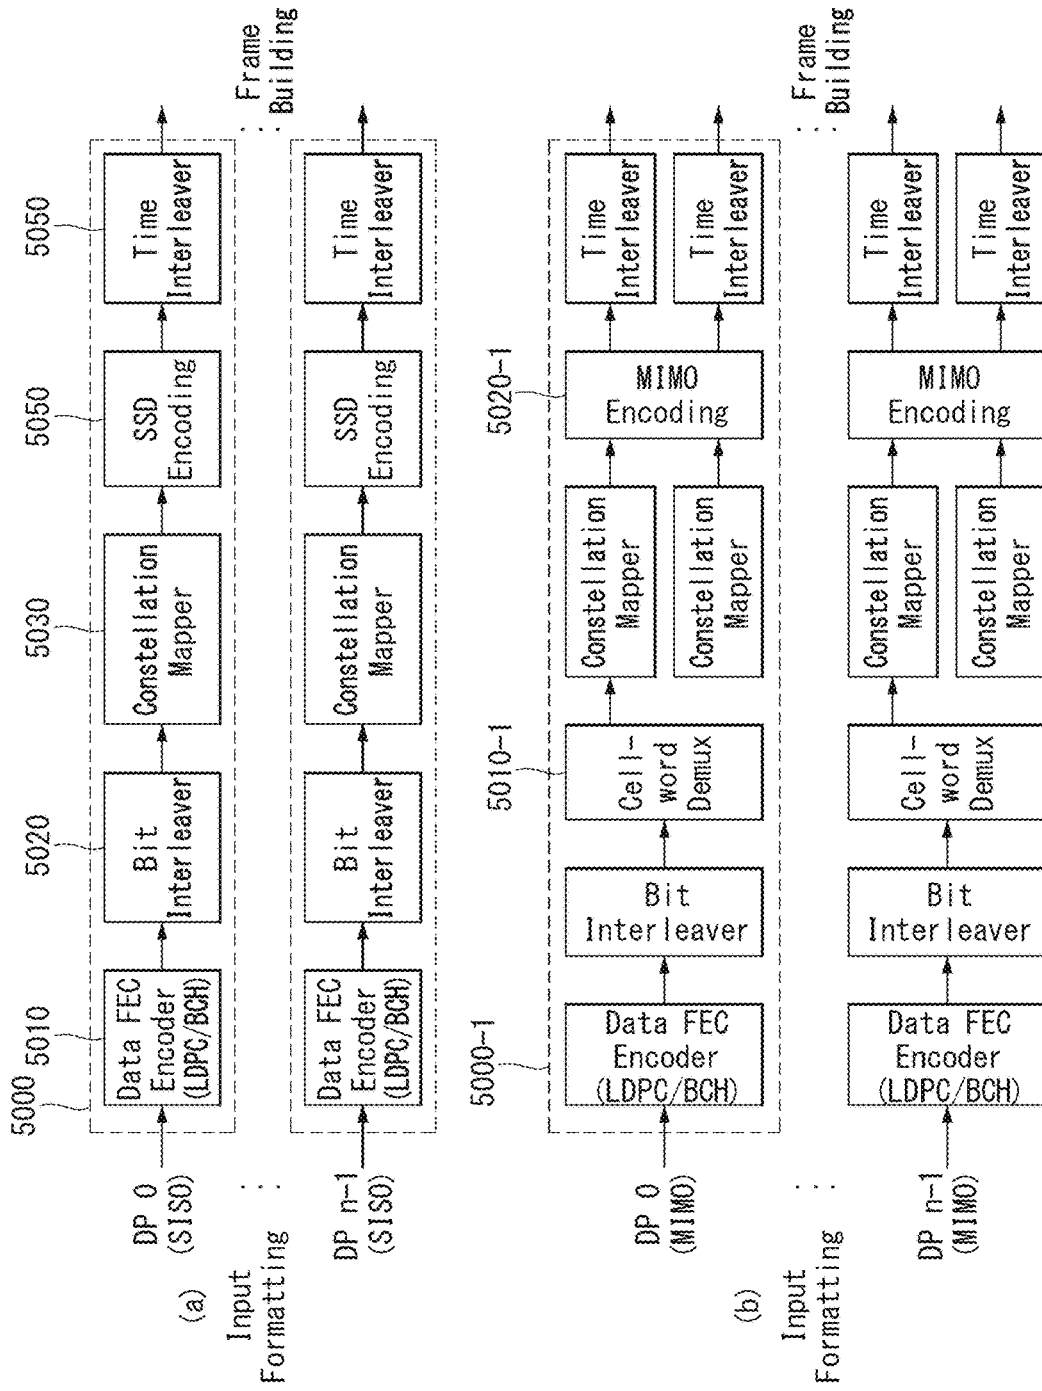 (a)
Input
Formatting
DP 0
(SISO)
5000
5010
Data FEC
Encoder
(LDPC/BCH)
5020
Bit
Interleaver
5030
Constellation
Mapper
5050
SSD
Encoding
5050
Time
Interleaver
...
Frame
Building
...
DP n-1
(SISO)
Data FEC
Encoder
(LDPC/BCH)
Bit
Interleaver
Constellation
Mapper
SSD
Encoding
Time
Interleaver
(b)
Input
Formatting
DP 0
(MIMO)
5000-1
Data FEC
Encoder
(LDPC/BCH)
Bit
Interleaver
5010-1
Cell-
word
Demux
Constellation
Mapper
Constellation
Mapper
5020-1
MIMO
Encoding
Time
Interleaver
Time
Interleaver
...
Frame
Building
...
DP n-1
(MIMO)
Data FEC
Encoder
(LDPC/BCH)
Bit
Interleaver
Cell-
word
Demux
Constellation
Mapper
Constellation
Mapper
MIMO
Encoding
Time
Interleaver
Time
Interleaver